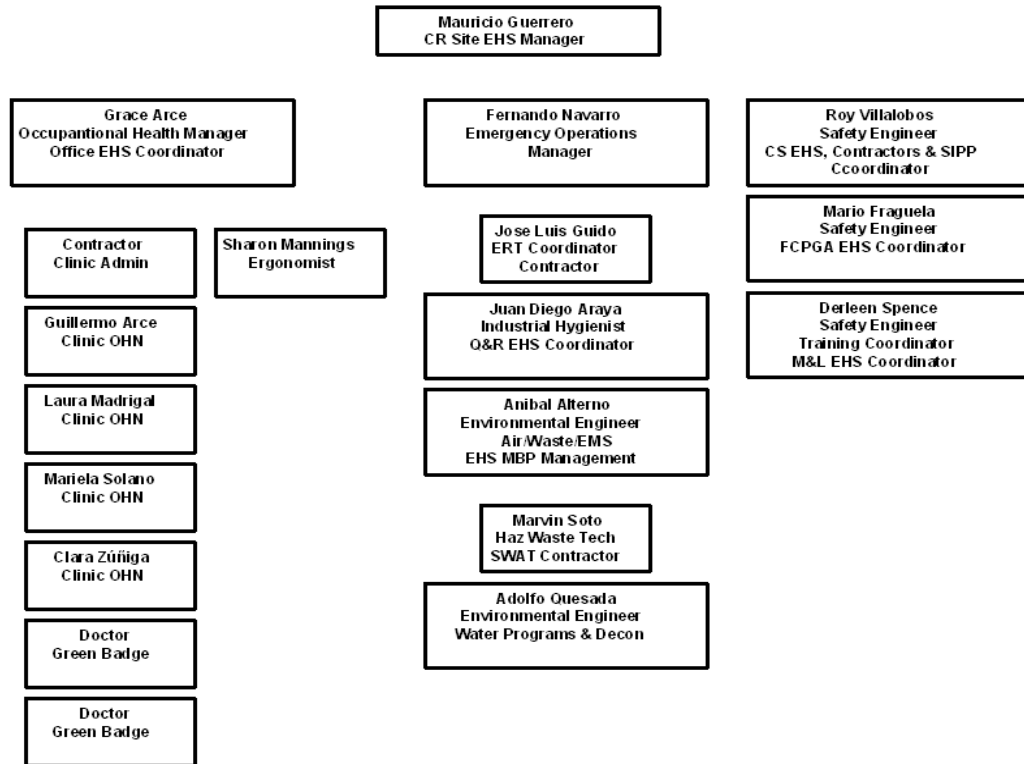 Mauricio Guerrero
CR Site EHS Manager
Grace Arce
Occupantional Health Manager
Office EHS Coordinator
Fernando Navarro
Emergency Operations
Manager
Roy Villalobos
Safety Engineer
CS EHS, Contractors & SIPP
Ccoordinator
Mario Fraguela
Safety Engineer
FCPGA EHS Coordinator
Derleen Spence
Safety Engineer
Training Coordinator
M&L EHS Coordinator
Contractor
Clinic Admin
Sharon Mannings
Ergonomist
Guillermo Arce
Clinic OHN
Laura Madrigal
Clinic OHN
Mariela Solano
Clinic OHN
Clara Zúñiga
Clinic OHN
Doctor
Green Badge
Doctor
Green Badge
Jose Luis Guido
ERT Coordinator
Contractor
Juan Diego Araya
Industrial Hygienist
Q&R EHS Coordinator
Anibal Alterno
Environmental Engineer
Air/Waste/EMS
EHS MBP Management
Marvin Soto
Haz Waste Tech
SWAT Contractor
Adolfo Quesada
Environmental Engineer
Water Programs & Decon